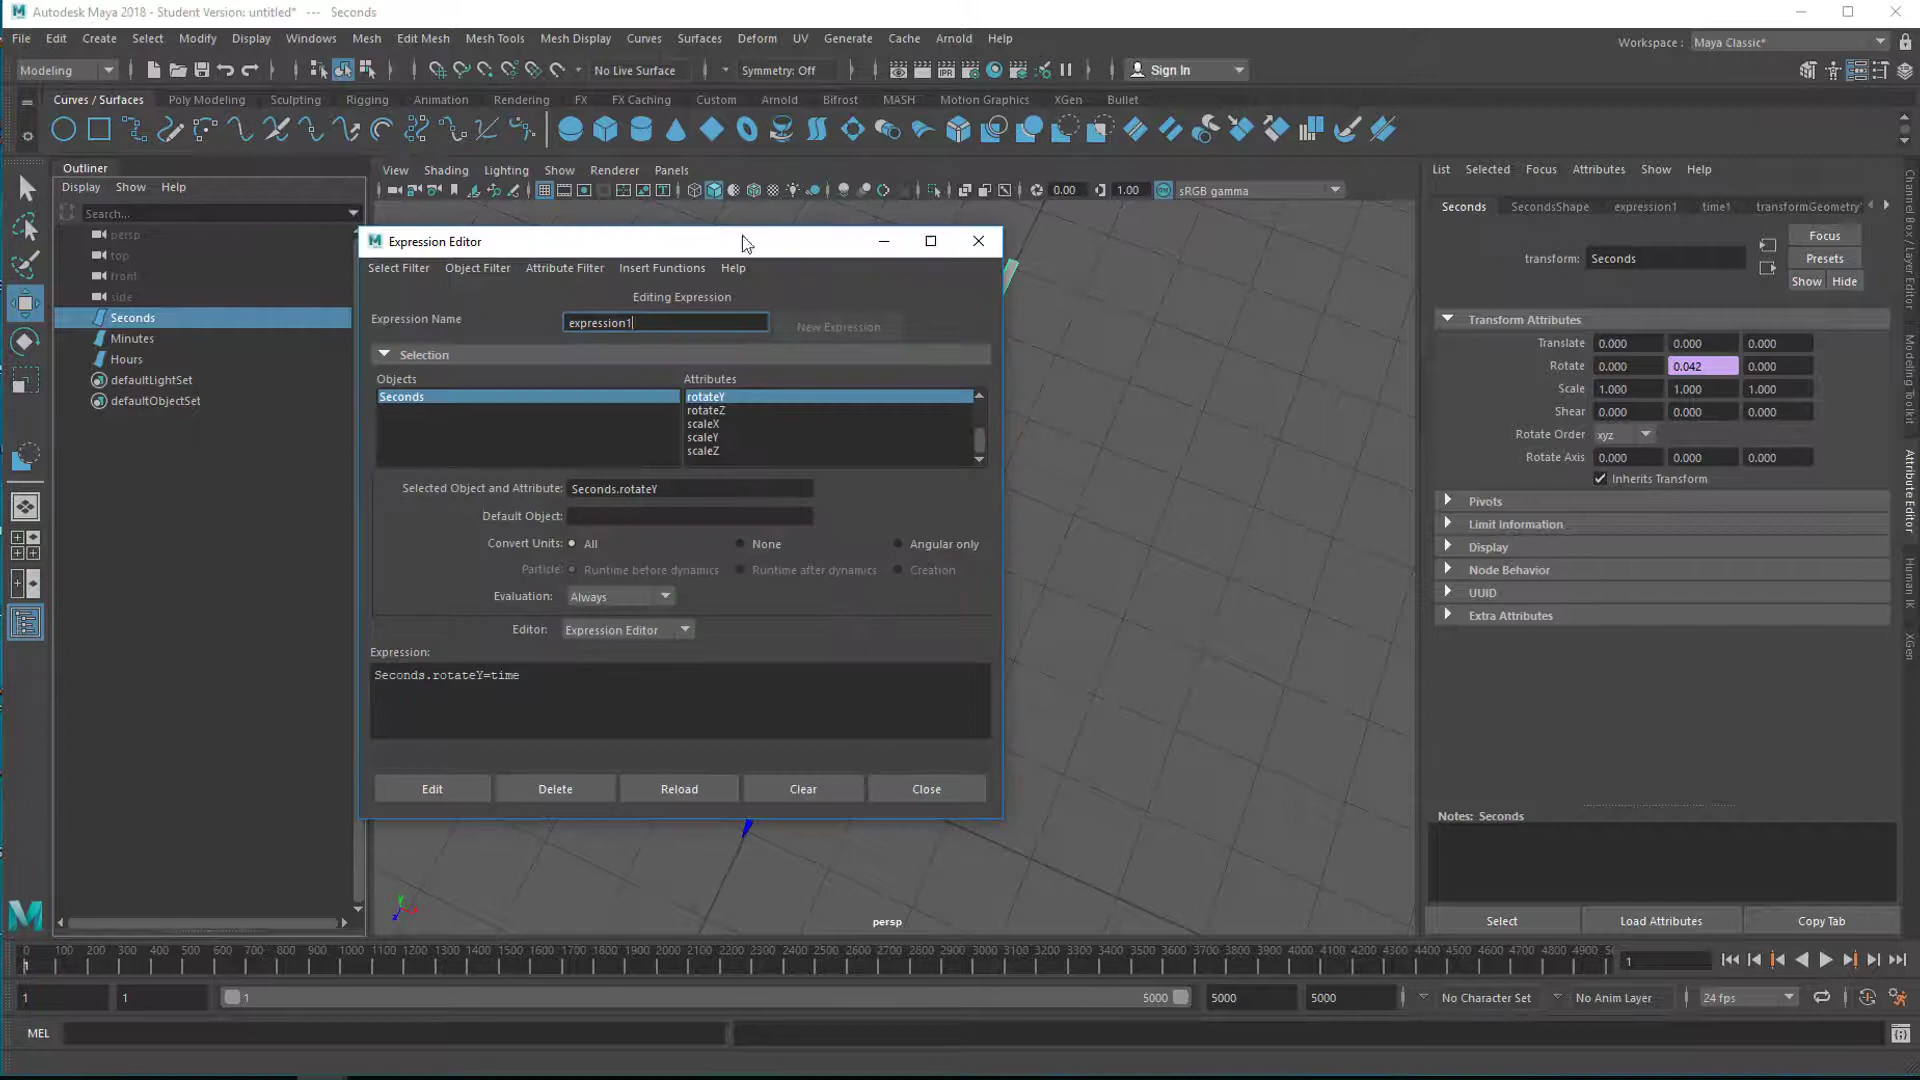 Autodesk Maya 2018 - Student Version: untitled* --- Seconds
File Edit Create Select Modify Display Windows Mesh Edit Mesh Mesh Tools Mesh Display Curves Surfaces Deform UV Generate Cache Arnold Help
Workspace : Maya Classic*
Modeling No Live Surface Symmetry: Off Sign In
Curves / Surfaces Poly Modeling Sculpting Rigging Animation Rendering FX FX Caching Custom Arnold Bifrost MASH Motion Graphics XGen Bullet
Outliner
Display Show Help
Search...
persp
top
front
side
Seconds
Minutes
Hours
defaultLightSet
defaultObjectSet
View Shading Lighting Show Renderer Panels
0.00 1.00 sRGB gamma
Expression Editor
Select Filter Object Filter Attribute Filter Insert Functions Help
Editing Expression
Expression Name expression1 New Expression
Selection
Objects Attributes
Seconds rotateY
rotateZ
scaleX
scaleY
scaleZ
Selected Object and Attribute: Seconds.rotateY
Default Object:
Convert Units: All None Angular only
Particle: Runtime before dynamics Runtime after dynamics Creation
Evaluation: Always
Editor: Expression Editor
Expression:
Seconds.rotateY=time
Edit Delete Reload Clear Close
persp
List Selected Focus Attributes Show Help
Seconds SecondsShape expression1 time1 transformGeometry
Focus
transform: Seconds Presets
Show Hide
Transform Attributes
Translate 0.000 0.000 0.000
Rotate 0.000 0.042 0.000
Scale 1.000 1.000 1.000
Shear 0.000 0.000 0.000
Rotate Order xyz
Rotate Axis 0.000 0.000 0.000
Inherits Transform
Pivots
Limit Information
Display
Node Behavior
UUID
Extra Attributes
Notes: Seconds
Select Load Attributes Copy Tab
Channel Box / Layer Editor
Modeling Toolkit
Attribute Editor
Human IK
XGen
0 100 200 300 400 500 600 700 800 900 1000 1100 1200 1300 1400 1500 1600 1700 1800 1900 2000 2100 2200 2300 2400 2500 2600 2700 2800 2900 3000 3100 3200 3300 3400 3500 3600 3700 3800 3900 4000 4100 4200 4300 4400 4500 4600 4700 4800 4900
1
1 1 1 5000 5000 5000 No Character Set No Anim Layer 24 fps
MEL